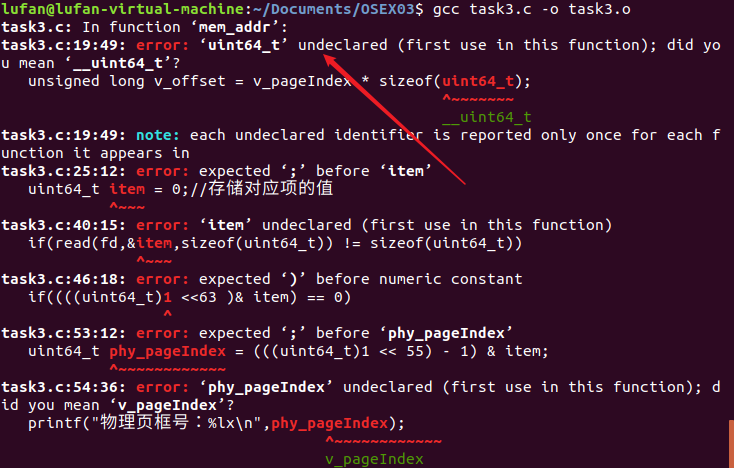 lufan@lufan-virtual-machine:~/Documents/OSEX03$ gcc task3.c -o task3.o
task3.c: In function ‘mem_addr’:
task3.c:19:49: error: ‘uint64_t’ undeclared (first use in this function); did yo
u mean ‘__uint64_t’?
unsigned long v_offset = v_pageIndex * sizeof(uint64_t);
^~~~~~~~
__uint64_t
task3.c:19:49: note: each undeclared identifier is reported only once for each f
unction it appears in
task3.c:25:12: error: expected ‘;’ before ‘item’
uint64_t item = 0;//存储对应项的值
^~~~
task3.c:40:15: error: ‘item’ undeclared (first use in this function)
if(read(fd,&item,sizeof(uint64_t)) != sizeof(uint64_t))
^~~~
task3.c:46:18: error: expected ‘)’ before numeric constant
if((((uint64_t)1 <<63 )& item) == 0)
^
task3.c:53:12: error: expected ‘;’ before ‘phy_pageIndex’
uint64_t phy_pageIndex = (((uint64_t)1 << 55) - 1) & item;
^~~~~~~~~~~~~
task3.c:54:36: error: ‘phy_pageIndex’ undeclared (first use in this function); d
id you mean ‘v_pageIndex’?
printf("物理页框号：%lx\n",phy_pageIndex);
^~~~~~~~~~~~~
v_pageIndex